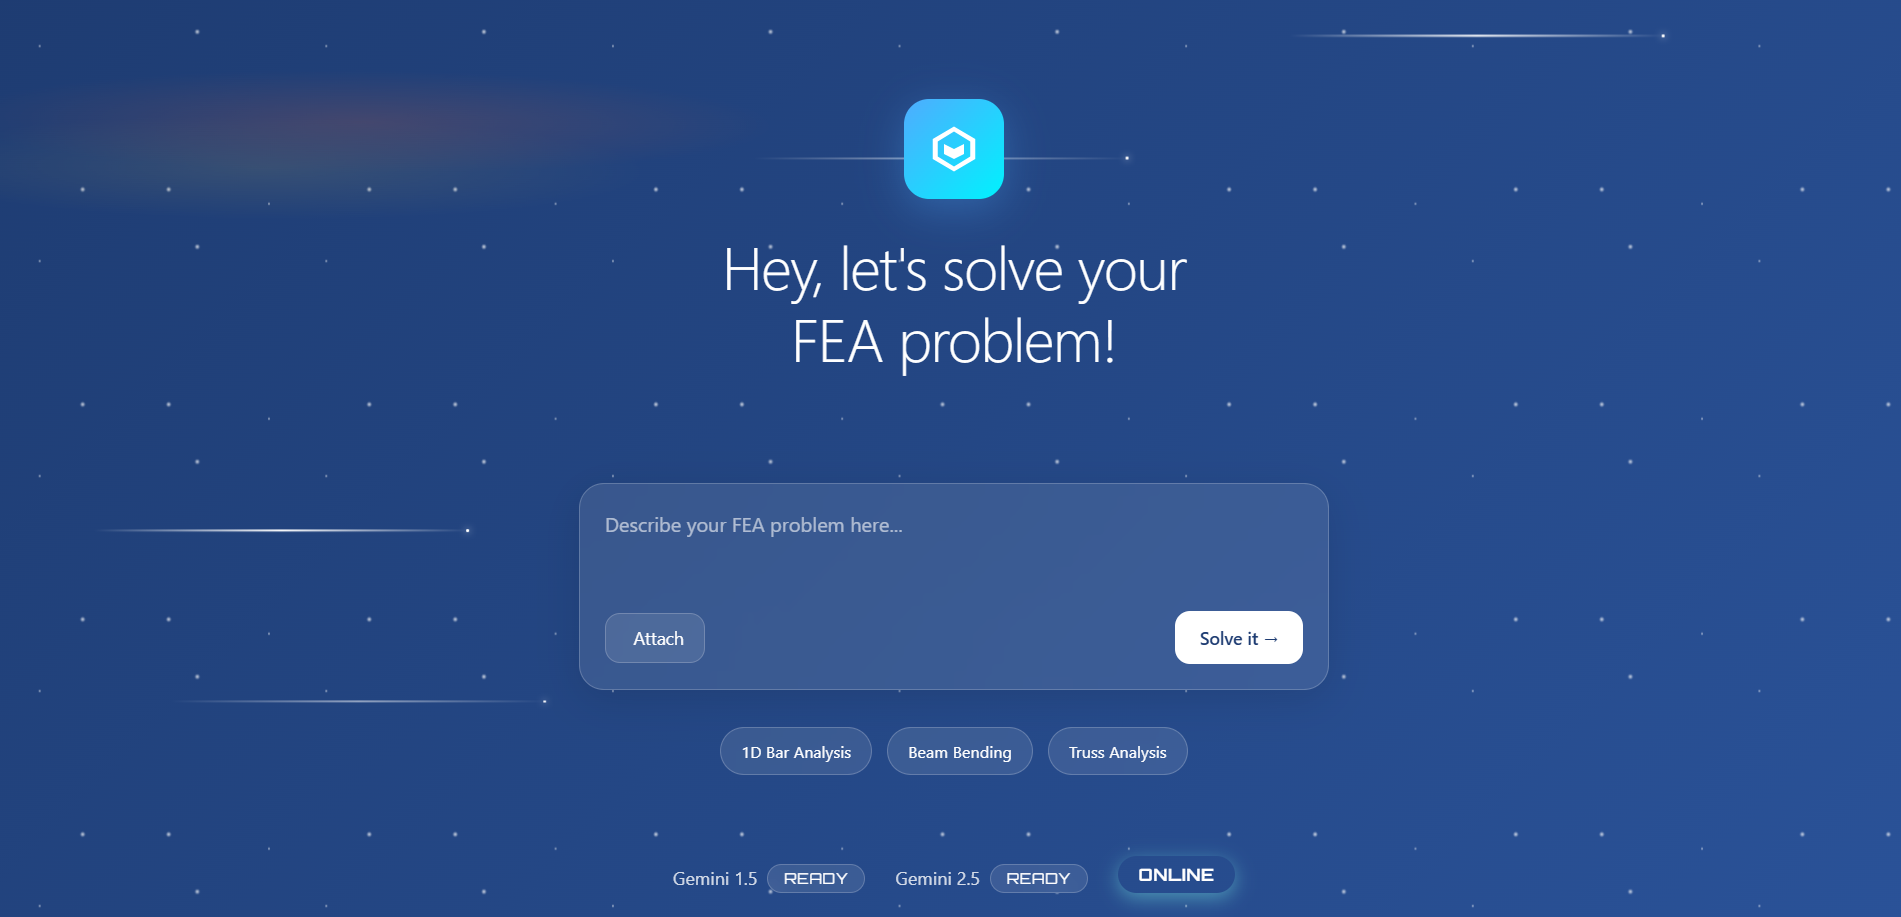 Hey, let's solve your
FEA problem!
Describe your FEA problem here...
Attach
Solve it →
1D Bar Analysis
Beam Bending
Truss Analysis
Gemini 1.5 READY
Gemini 2.5 READY
ONLINE